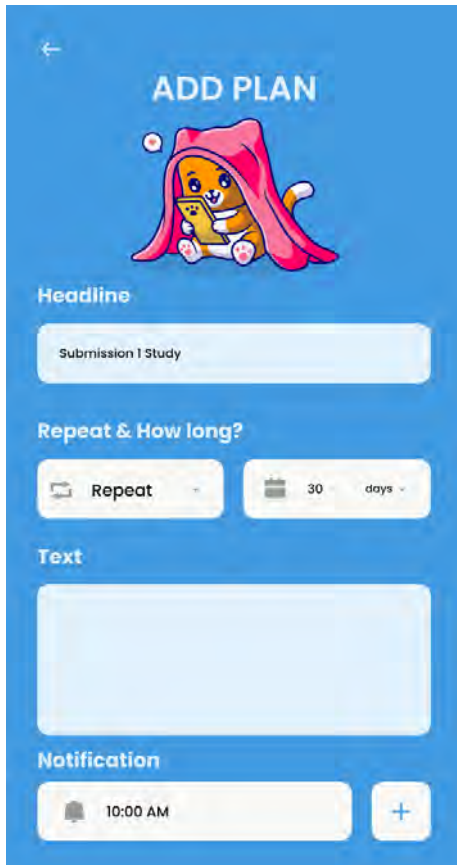 ADD PLAN
Headline
Submission 1 Study
Repeat & How long?
Repeat 30 days
Text
Notification
10:00 AM +